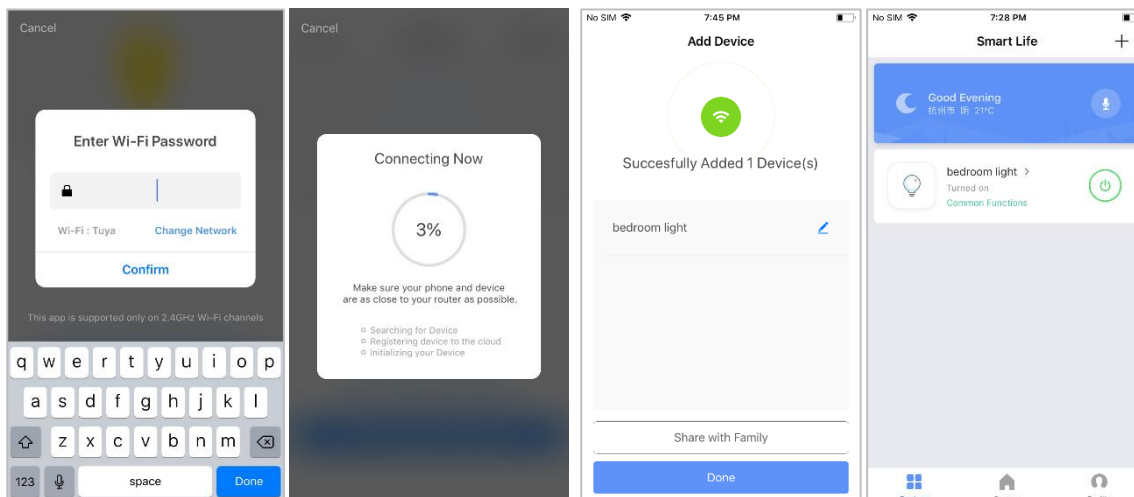 Cancel
Enter Wi-Fi Password
Wi-Fi : Tuya
Change Network
Confirm
This app is supported only on 2.4GHz Wi-Fi channels
q w e r t y u i o p
a s d f g h j k l
z x c v b n m
123
space
Done
Cancel
Connecting Now
3%
Make sure your phone and device
are as close to your router as possible.
Searching for Device
Registering device to the cloud
Initializing your Device
No SIM
7:45 PM
Add Device
Succesfully Added 1 Device(s)
bedroom light
Share with Family
Done
No SIM
7:28 PM
Smart Life
Good Evening
杭州市 阴 21°C
bedroom light >
Turned on
Common Functions